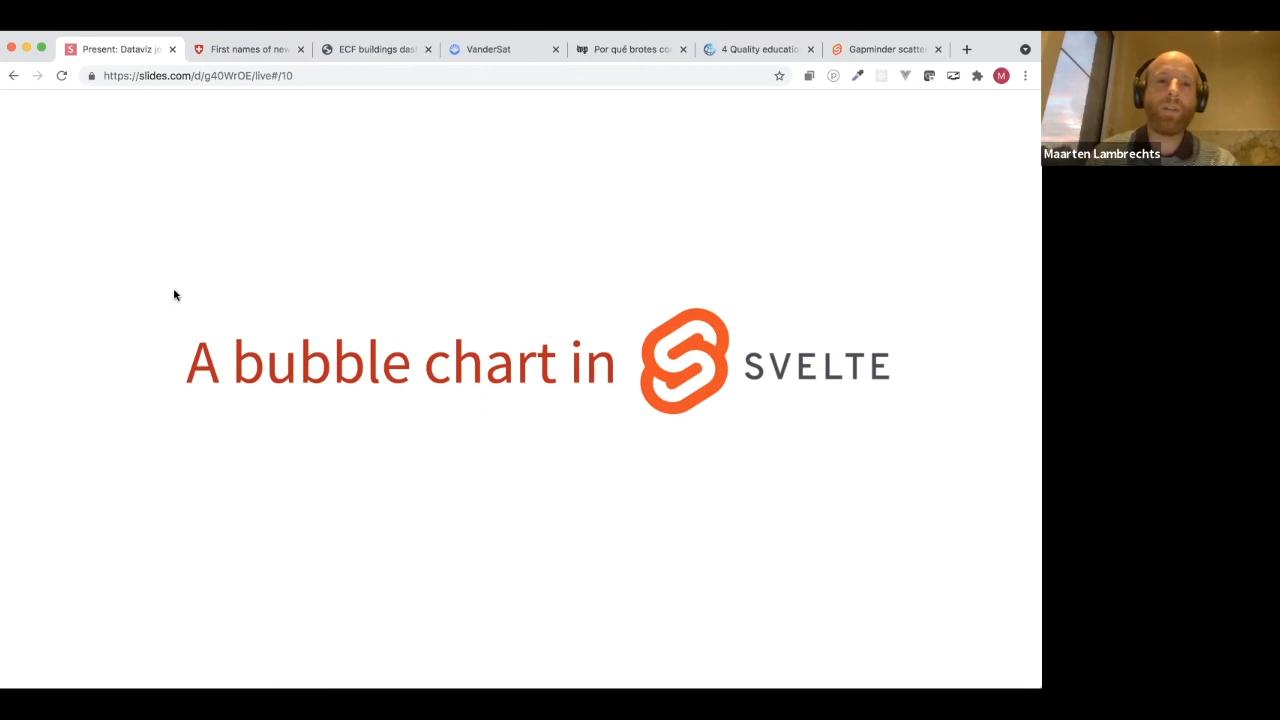 Present: Dataviz jo
First names of new
ECF buildings das
VanderSat
Por qué brotes co
4 Quality educatio
Gapminder scatte
https://slides.com/d/g40WrOE/live#/10
M
Maarten Lambrechts
A bubble chart in SVELTE